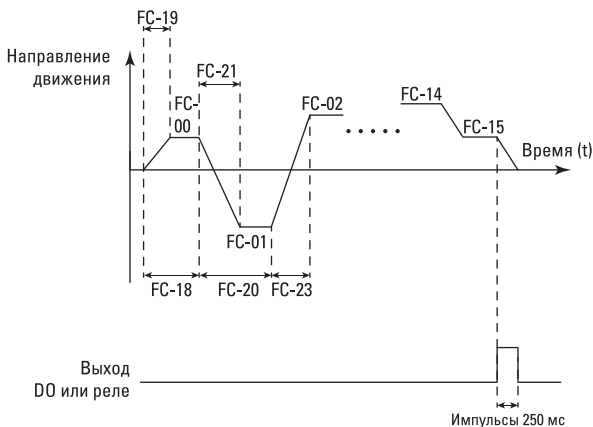 FC-19
Направление
движения
FC-21
FC-
00
FC-02
FC-14
FC-15
Время (t)
FC-01
FC-18
FC-20
FC-23
Выход
DO или реле
Импульсы 250 мс